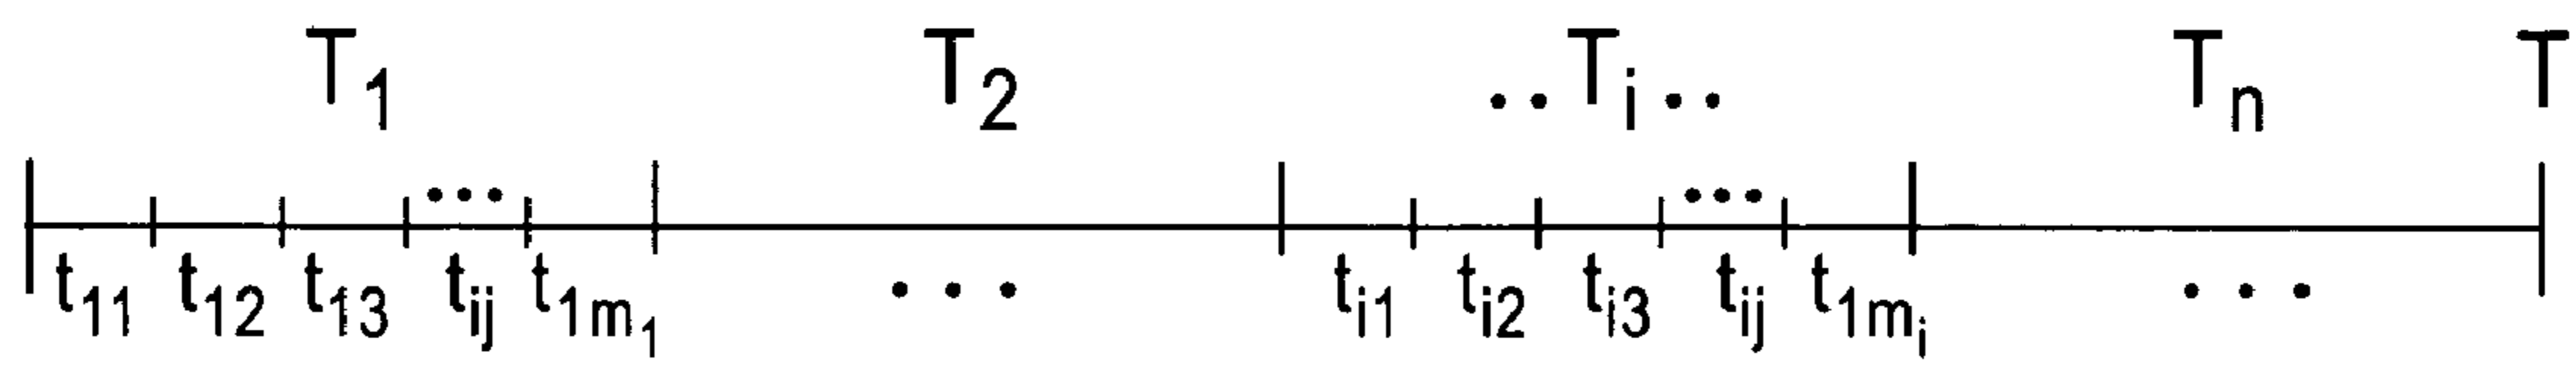 T₁ T₂ ..Tᵢ.. Tₙ T
... ...
t₁₁ t₁₂ t₁₃ tᵢⱼ t₁ₘ₁ ... tᵢ₁ tᵢ₂ tᵢ₃ tᵢⱼ t₁ₘᵢ ...